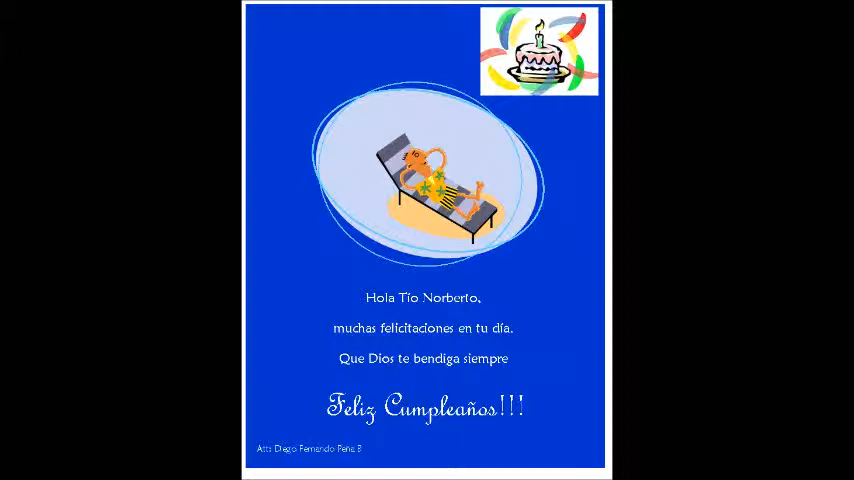 Hola Tío Norberto,
muchas felicitaciones en tu día.
Que Dios te bendiga siempre
Feliz Cumpleaños!!!
Att: Diego Fernando Peña B